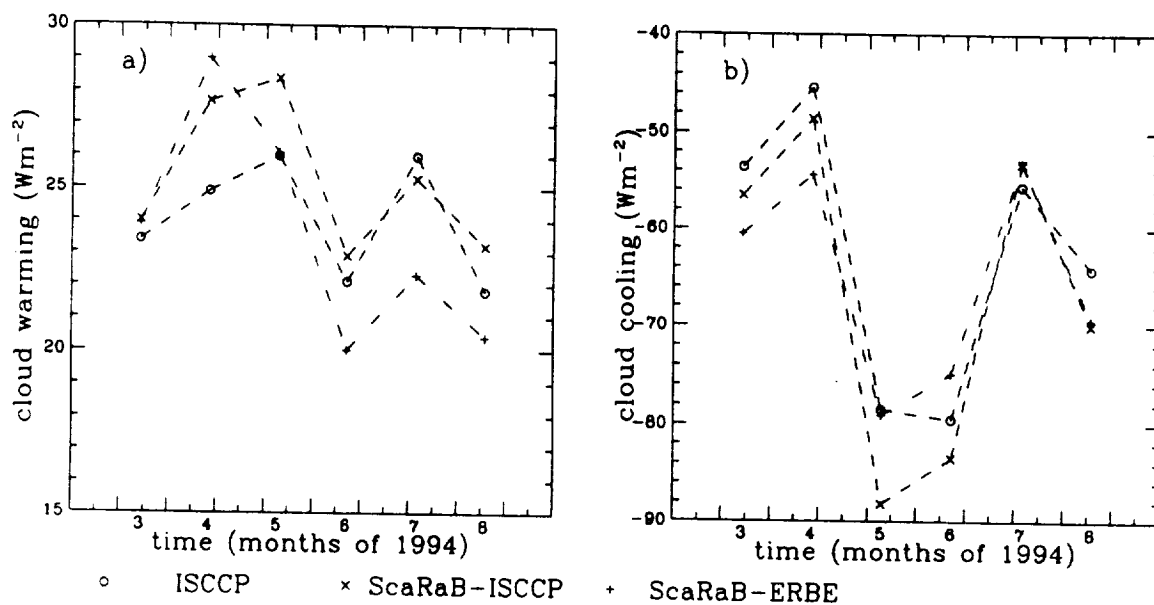 a)
30
25
20
15
cloud warming (Wm⁻²)
3 4 5 6 7 8
time (months of 1994)
b)
-40
-50
-60
-70
-80
-90
cloud cooling (Wm⁻²)
3 4 5 6 7 8
time (months of 1994)
o ISCCP × ScaRaB-ISCCP + ScaRaB-ERBE